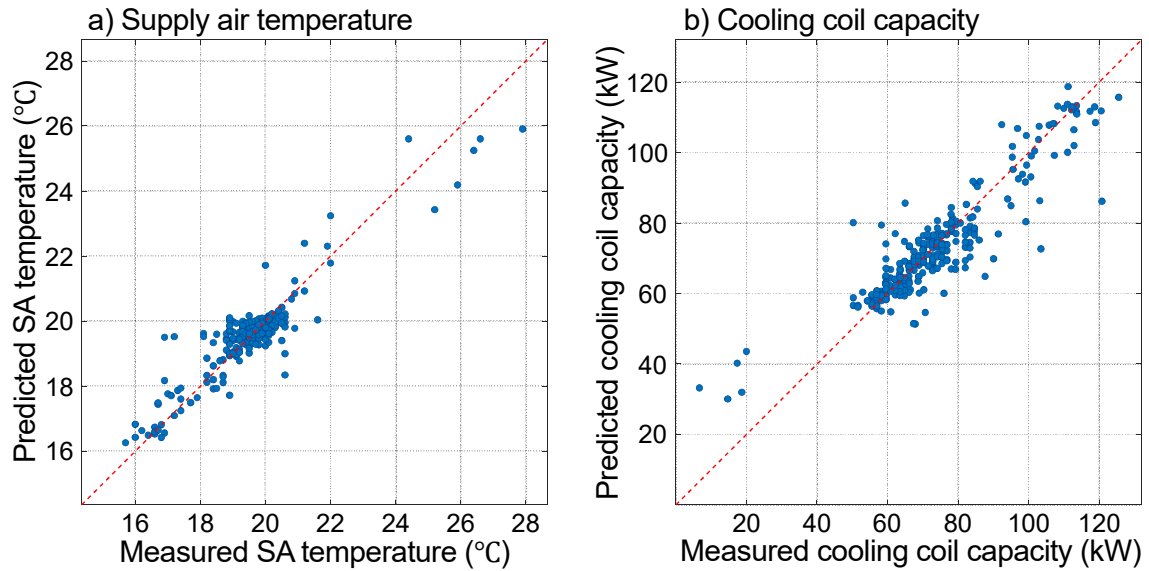 a) Supply air temperature
Predicted SA temperature (℃)
28
26
24
22
20
18
16
16 18 20 22 24 26 28
Measured SA temperature (℃)
b) Cooling coil capacity
Predicted cooling coil capacity (kW)
120
100
80
60
40
20
20 40 60 80 100 120
Measured cooling coil capacity (kW)